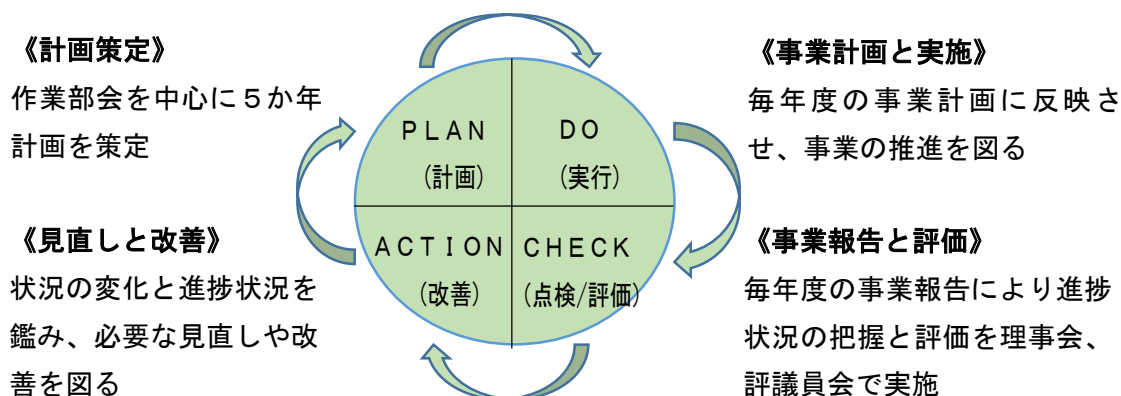 《計画策定》
作業部会を中心に５か年
計画を策定
ＰＬＡＮ
(計画)
ＤＯ
(実行)
《事業計画と実施》
毎年度の事業計画に反映さ
せ、事業の推進を図る
《見直しと改善》
状況の変化と進捗状況を
鑑み、必要な見直しや改
善を図る
ＡＣＴＩＯＮ
(改善)
ＣＨＥＣＫ
(点検/評価)
《事業報告と評価》
毎年度の事業報告により進捗
状況の把握と評価を理事会、
評議員会で実施